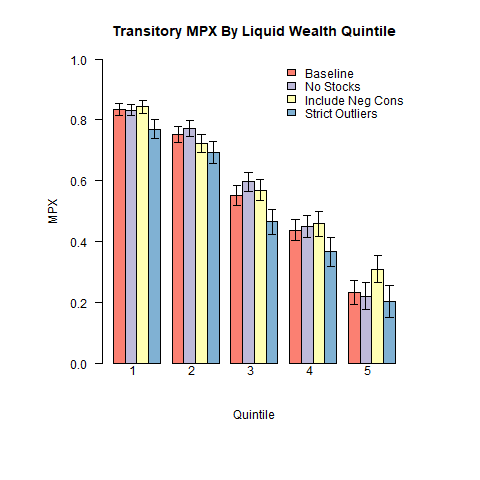 Transitory MPX By Liquid Wealth Quintile
1.0
0.8
0.6
0.4
0.2
0.0
MPX
Baseline
No Stocks
Include Neg Cons
Strict Outliers
1 2 3 4 5
Quintile